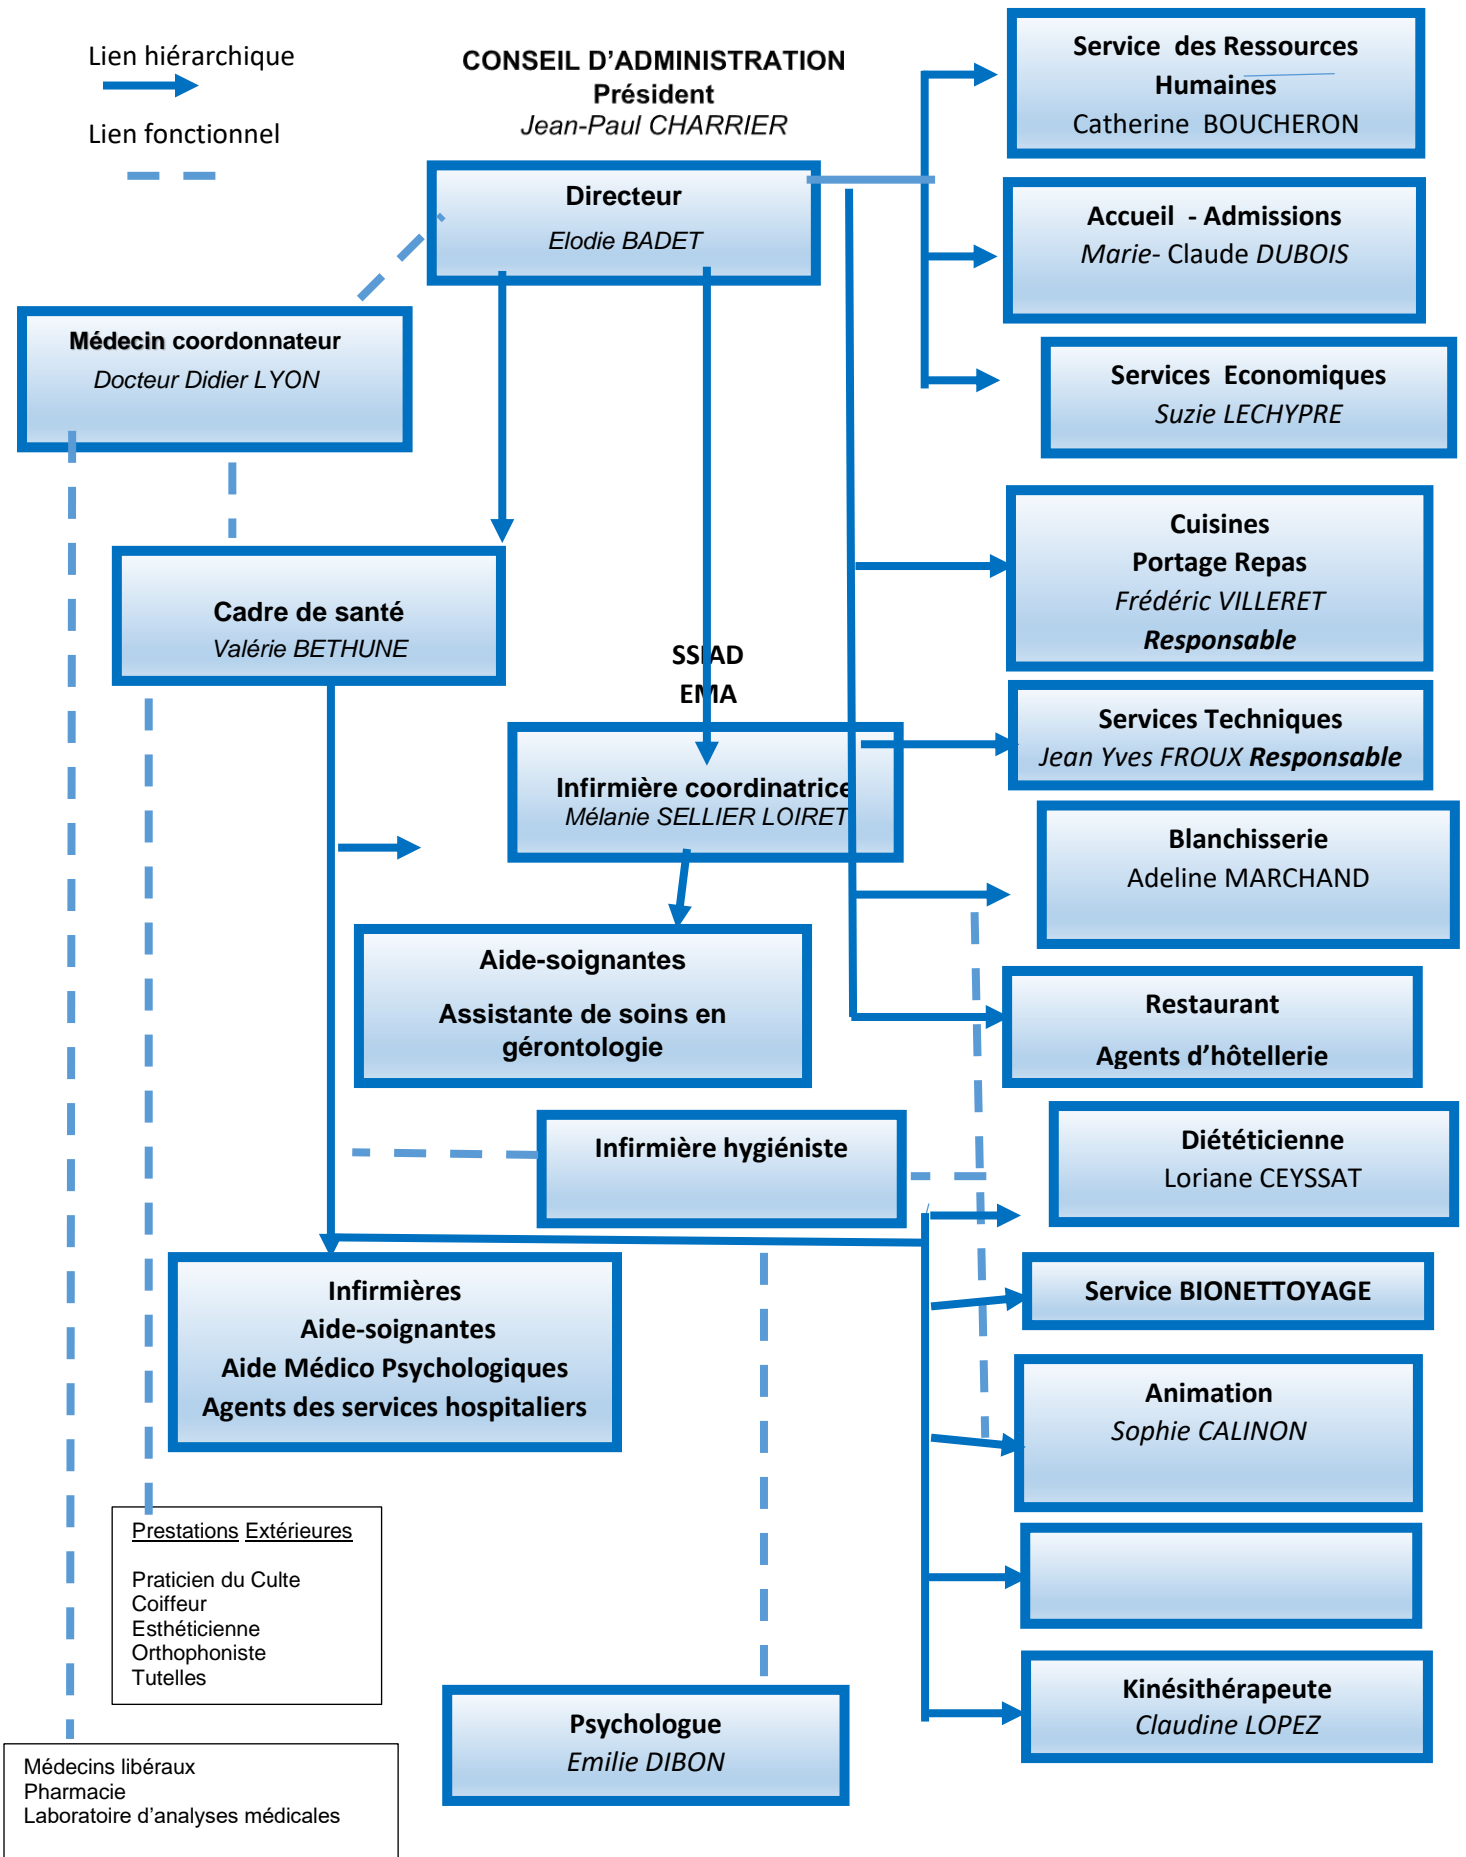 Lien hiérarchique
Lien fonctionnel
CONSEIL D’ADMINISTRATION
Président
Jean-Paul CHARRIER
Directeur
Elodie BADET
Service des Ressources
Humaines
Catherine BOUCHERON
Accueil - Admissions
Marie- Claude DUBOIS
Services Economiques
Suzie LECHYPRE
Médecin coordonnateur
Docteur Didier LYON
Cadre de santé
Valérie BETHUNE
Cuisines
Portage Repas
Frédéric VILLERET
Responsable
SSIAD
EMA
Infirmière coordinatrice
Mélanie SELLIER LOIRET
Services Techniques
Jean Yves FROUX Responsable
Blanchisserie
Adeline MARCHAND
Aide-soignantes
Assistante de soins en
gérontologie
Restaurant
Agents d’hôtellerie
Infirmière hygiéniste
Diététicienne
Loriane CEYSSAT
Infirmières
Aide-soignantes
Aide Médico Psychologiques
Agents des services hospitaliers
Service BIONETTOYAGE
Animation
Sophie CALINON
Prestations Extérieures
Praticien du Culte
Coiffeur
Esthéticienne
Orthophoniste
Tutelles
Psychologue
Emilie DIBON
Kinésithérapeute
Claudine LOPEZ
Médecins libéraux
Pharmacie
Laboratoire d’analyses médicales